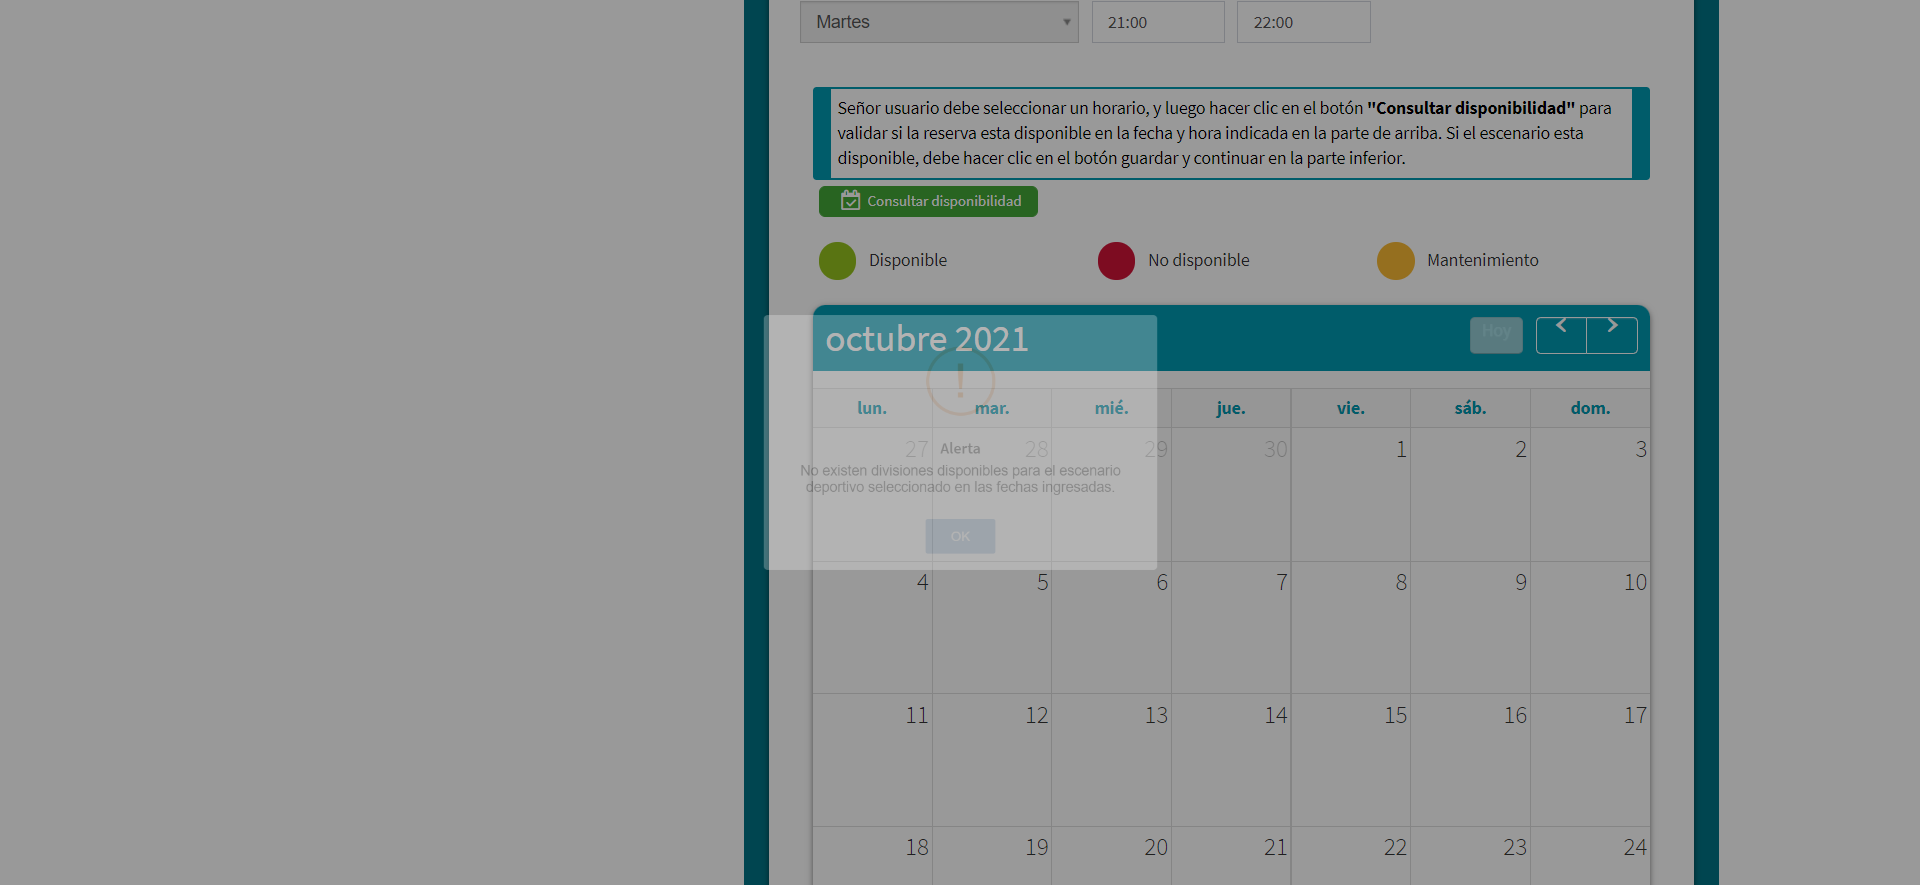 Martes 21:00 22:00
Señor usuario debe seleccionar un horario, y luego hacer clic en el botón "Consultar disponibilidad" para
validar si la reserva esta disponible en la fecha y hora indicada en la parte de arriba. Si el escenario esta
disponible, debe hacer clic en el botón guardar y continuar en la parte inferior.
Consultar disponibilidad
Disponible No disponible Mantenimiento
octubre 2021 Hoy
lun. mar. mié. jue. vie. sáb. dom.
27 28 29 30 1 2 3
Alerta
No existen divisiones disponibles para el escenario
deportivo seleccionado en las fechas ingresadas.
OK
4 5 6 7 8 9 10
11 12 13 14 15 16 17
18 19 20 21 22 23 24